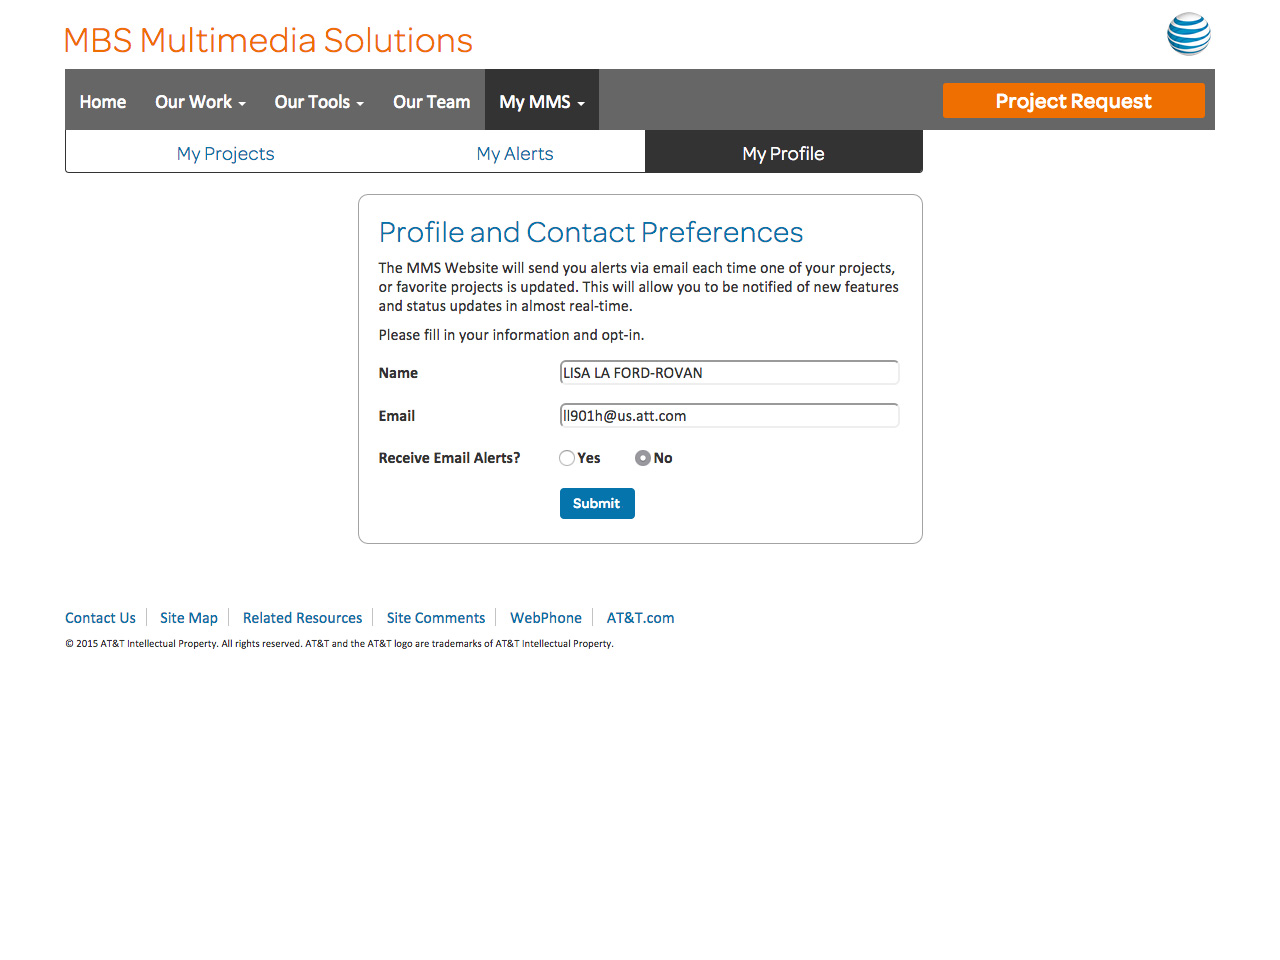 MBS Multimedia Solutions
Home Our Work Our Tools Our Team My MMS Project Request
My Projects My Alerts My Profile
Profile and Contact Preferences
The MMS Website will send you alerts via email each time one of your projects,
or favorite projects is updated. This will allow you to be notified of new features
and status updates in almost real-time.
Please fill in your information and opt-in.
Name LISA LA FORD-ROVAN
Email ll901h@us.att.com
Receive Email Alerts? Yes No
Submit
Contact Us Site Map Related Resources Site Comments WebPhone AT&T.com
© 2015 AT&T Intellectual Property. All rights reserved. AT&T and the AT&T logo are trademarks of AT&T Intellectual Property.